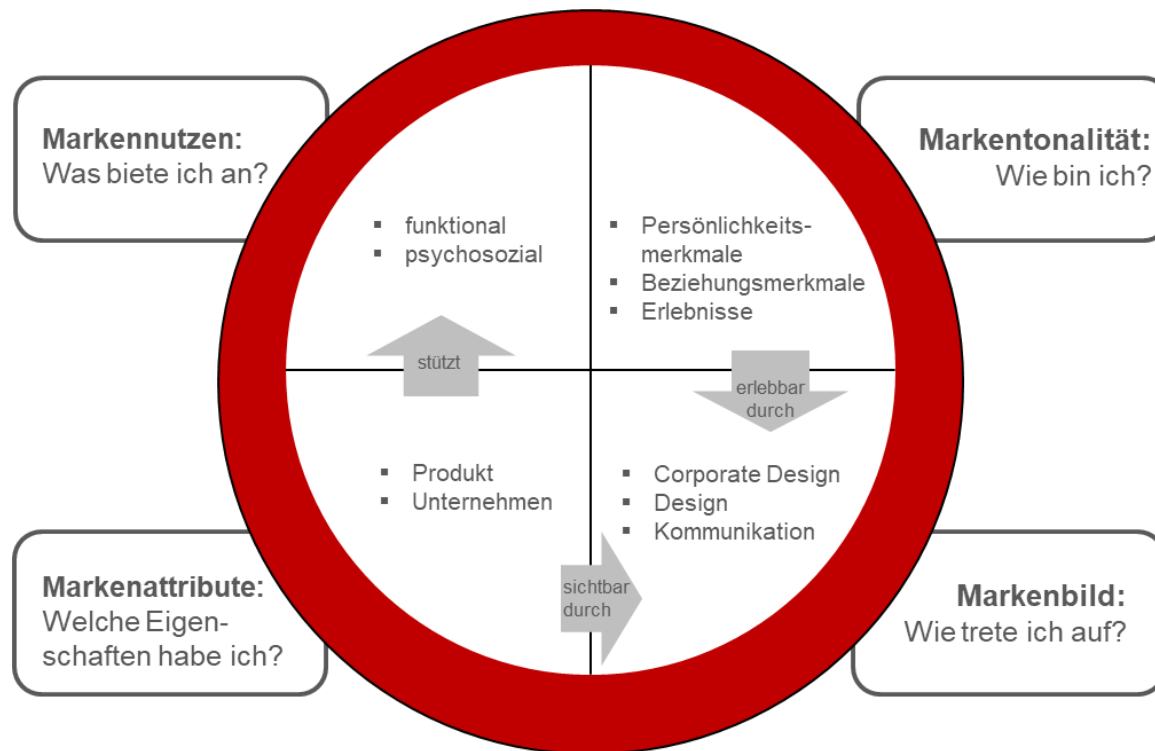 Markennutzen:
Was biete ich an?
Markentonalität:
Wie bin ich?
▪ funktional
▪ psychosozial
▪ Persönlichkeits-
merkmale
▪ Beziehungsmerkmale
▪ Erlebnisse
stützt
erlebbar
durch
▪ Produkt
▪ Unternehmen
▪ Corporate Design
▪ Design
▪ Kommunikation
sichtbar
durch
Markenattribute:
Welche Eigen-
schaften habe ich?
Markenbild:
Wie trete ich auf?